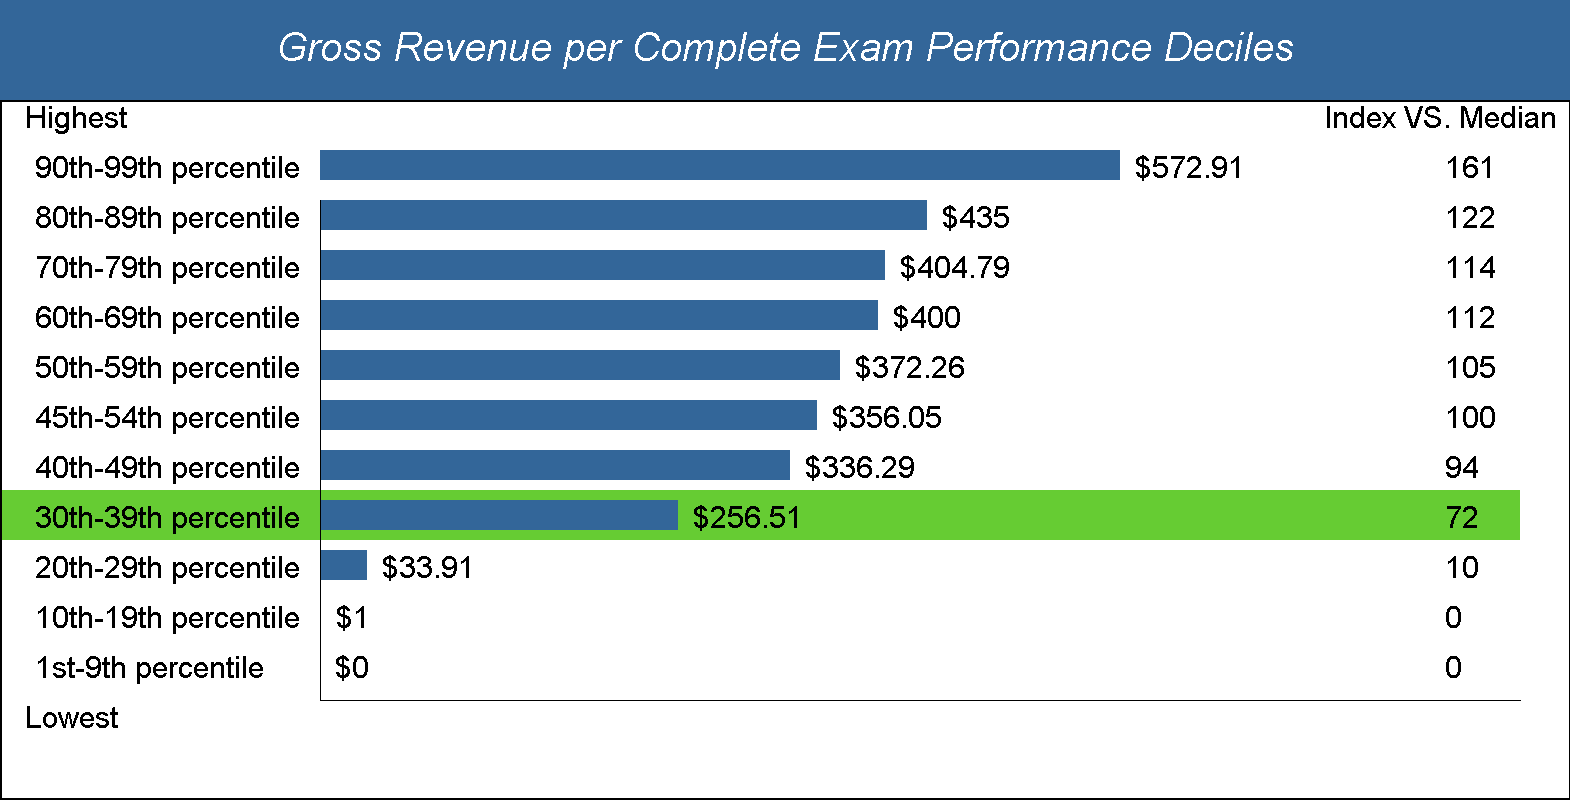 Gross Revenue per Complete Exam Performance Deciles
Highest Index VS. Median
90th-99th percentile $572.91 161
80th-89th percentile $435 122
70th-79th percentile $404.79 114
60th-69th percentile $400 112
50th-59th percentile $372.26 105
45th-54th percentile $356.05 100
40th-49th percentile $336.29 94
30th-39th percentile $256.51 72
20th-29th percentile $33.91 10
10th-19th percentile $1 0
1st-9th percentile $0 0
Lowest